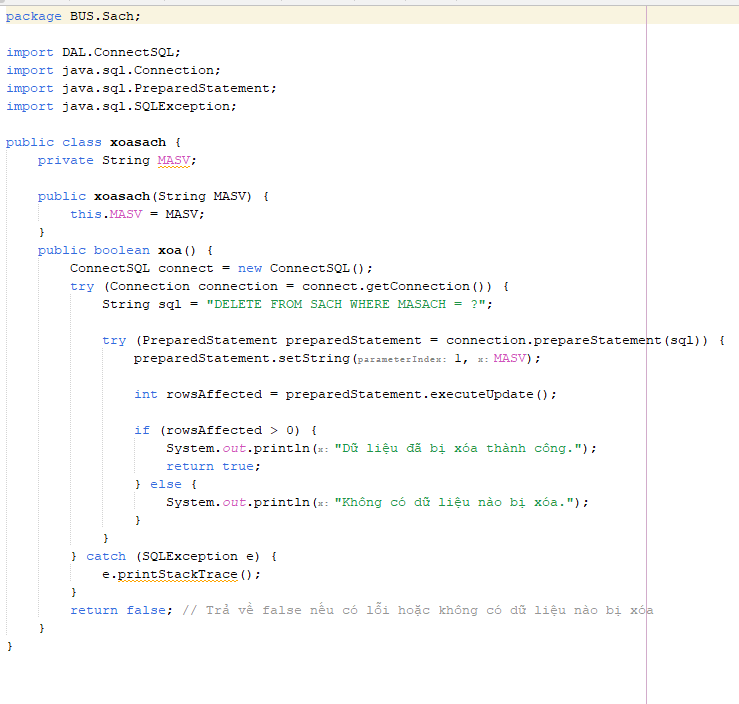 package BUS.Sach;
import DAL.ConnectSQL;
import java.sql.Connection;
import java.sql.PreparedStatement;
import java.sql.SQLException;
public class xoasach {
private String MASV;
public xoasach(String MASV) {
this.MASV = MASV;
}
public boolean xoa() {
ConnectSQL connect = new ConnectSQL();
try (Connection connection = connect.getConnection()) {
String sql = "DELETE FROM SACH WHERE MASACH = ?";
try (PreparedStatement preparedStatement = connection.prepareStatement(sql)) {
preparedStatement.setString(parameterIndex: 1, x: MASV);
int rowsAffected = preparedStatement.executeUpdate();
if (rowsAffected > 0) {
System.out.println(x: "Dữ liệu đã bị xóa thành công.");
return true;
} else {
System.out.println(x: "Không có dữ liệu nào bị xóa.");
}
}
} catch (SQLException e) {
e.printStackTrace();
}
return false; // Trả về false nếu có lỗi hoặc không có dữ liệu nào bị xóa
}
}